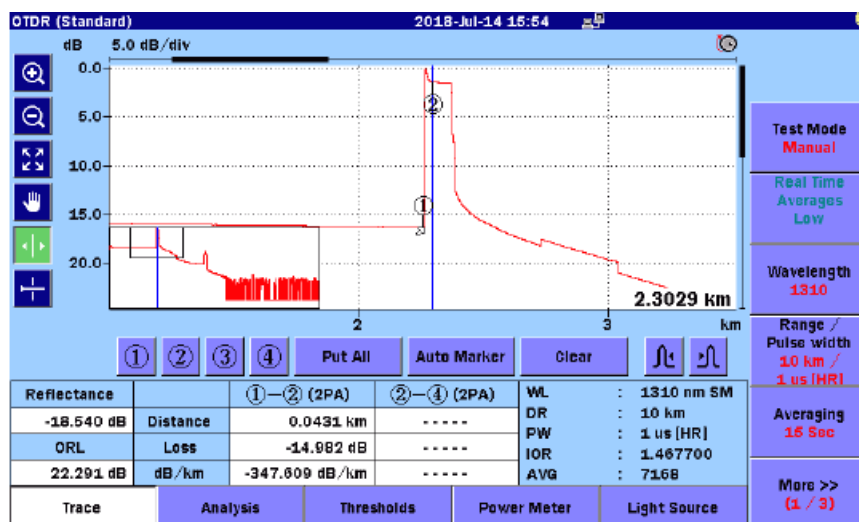 OTDR (Standard) 2018-Jul-14 15:54
dB 5.0 dB/div
0.0
5.0
10.0
15.0
20.0
②
①
2.3029 km
2 3 km
① ② ③ ④ Put All Auto Marker Clear
Reflectance ①—② (2PA) ②—④ (2PA)
-18.540 dB Distance 0.0431 km -----
ORL Loss -14.982 dB -----
22.291 dB dB/km -347.609 dB/km -----
WL : 1310 nm SM
DR : 10 km
PW : 1 us [HR]
IOR : 1.467700
AVG : 7168
Trace Analysis Thresholds Power Meter Light Source
Test Mode
Manual
Real Time
Averages
Low
Wavelength
1310
Range /
Pulse width
10 km /
1 us [HR]
Averaging
15 Sec
More >>
(1 / 3)